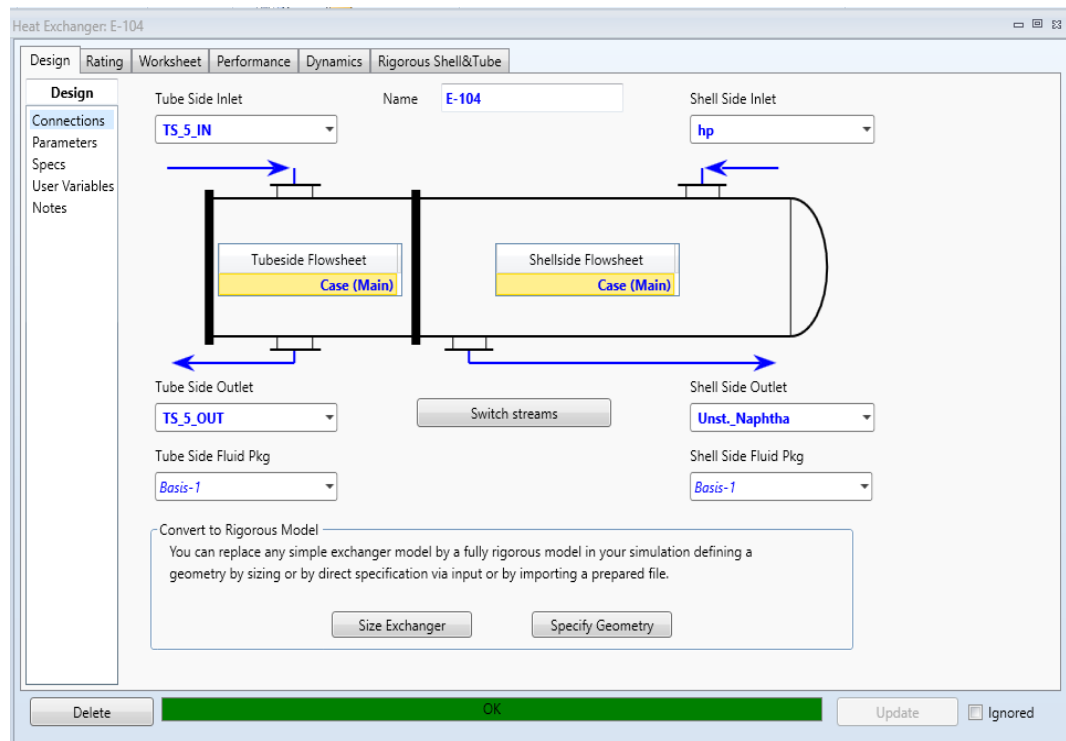 Heat Exchanger: E-104
Design Rating Worksheet Performance Dynamics Rigorous Shell&Tube
Design
Connections
Parameters
Specs
User Variables
Notes
Tube Side Inlet Name E-104 Shell Side Inlet
TS_5_IN hp
Tubeside Flowsheet Shellside Flowsheet
Case (Main) Case (Main)
Tube Side Outlet Shell Side Outlet
TS_5_OUT Switch streams Unst._Naphtha
Tube Side Fluid Pkg Shell Side Fluid Pkg
Basis-1 Basis-1
Convert to Rigorous Model
You can replace any simple exchanger model by a fully rigorous model in your simulation defining a
geometry by sizing or by direct specification via input or by importing a prepared file.
Size Exchanger Specify Geometry
Delete OK Update Ignored